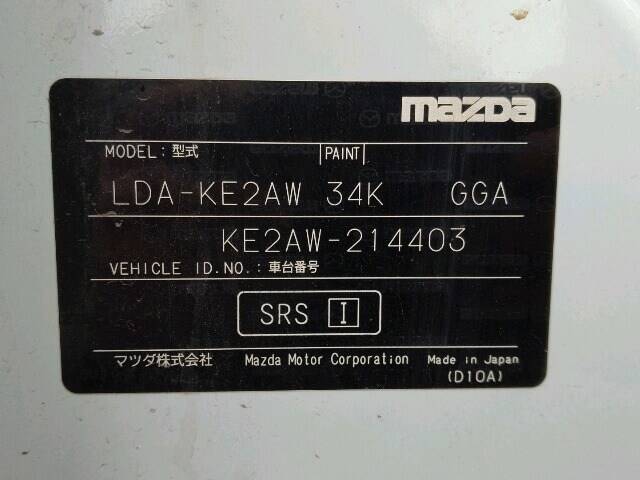 mazda
MODEL：型式 PAINT
LDA-KE2AW 34K GGA
KE2AW-214403
VEHICLE ID.NO.：車台番号
SRS I
マツダ株式会社 Mazda Motor Corporation Made in Japan
(D10A)